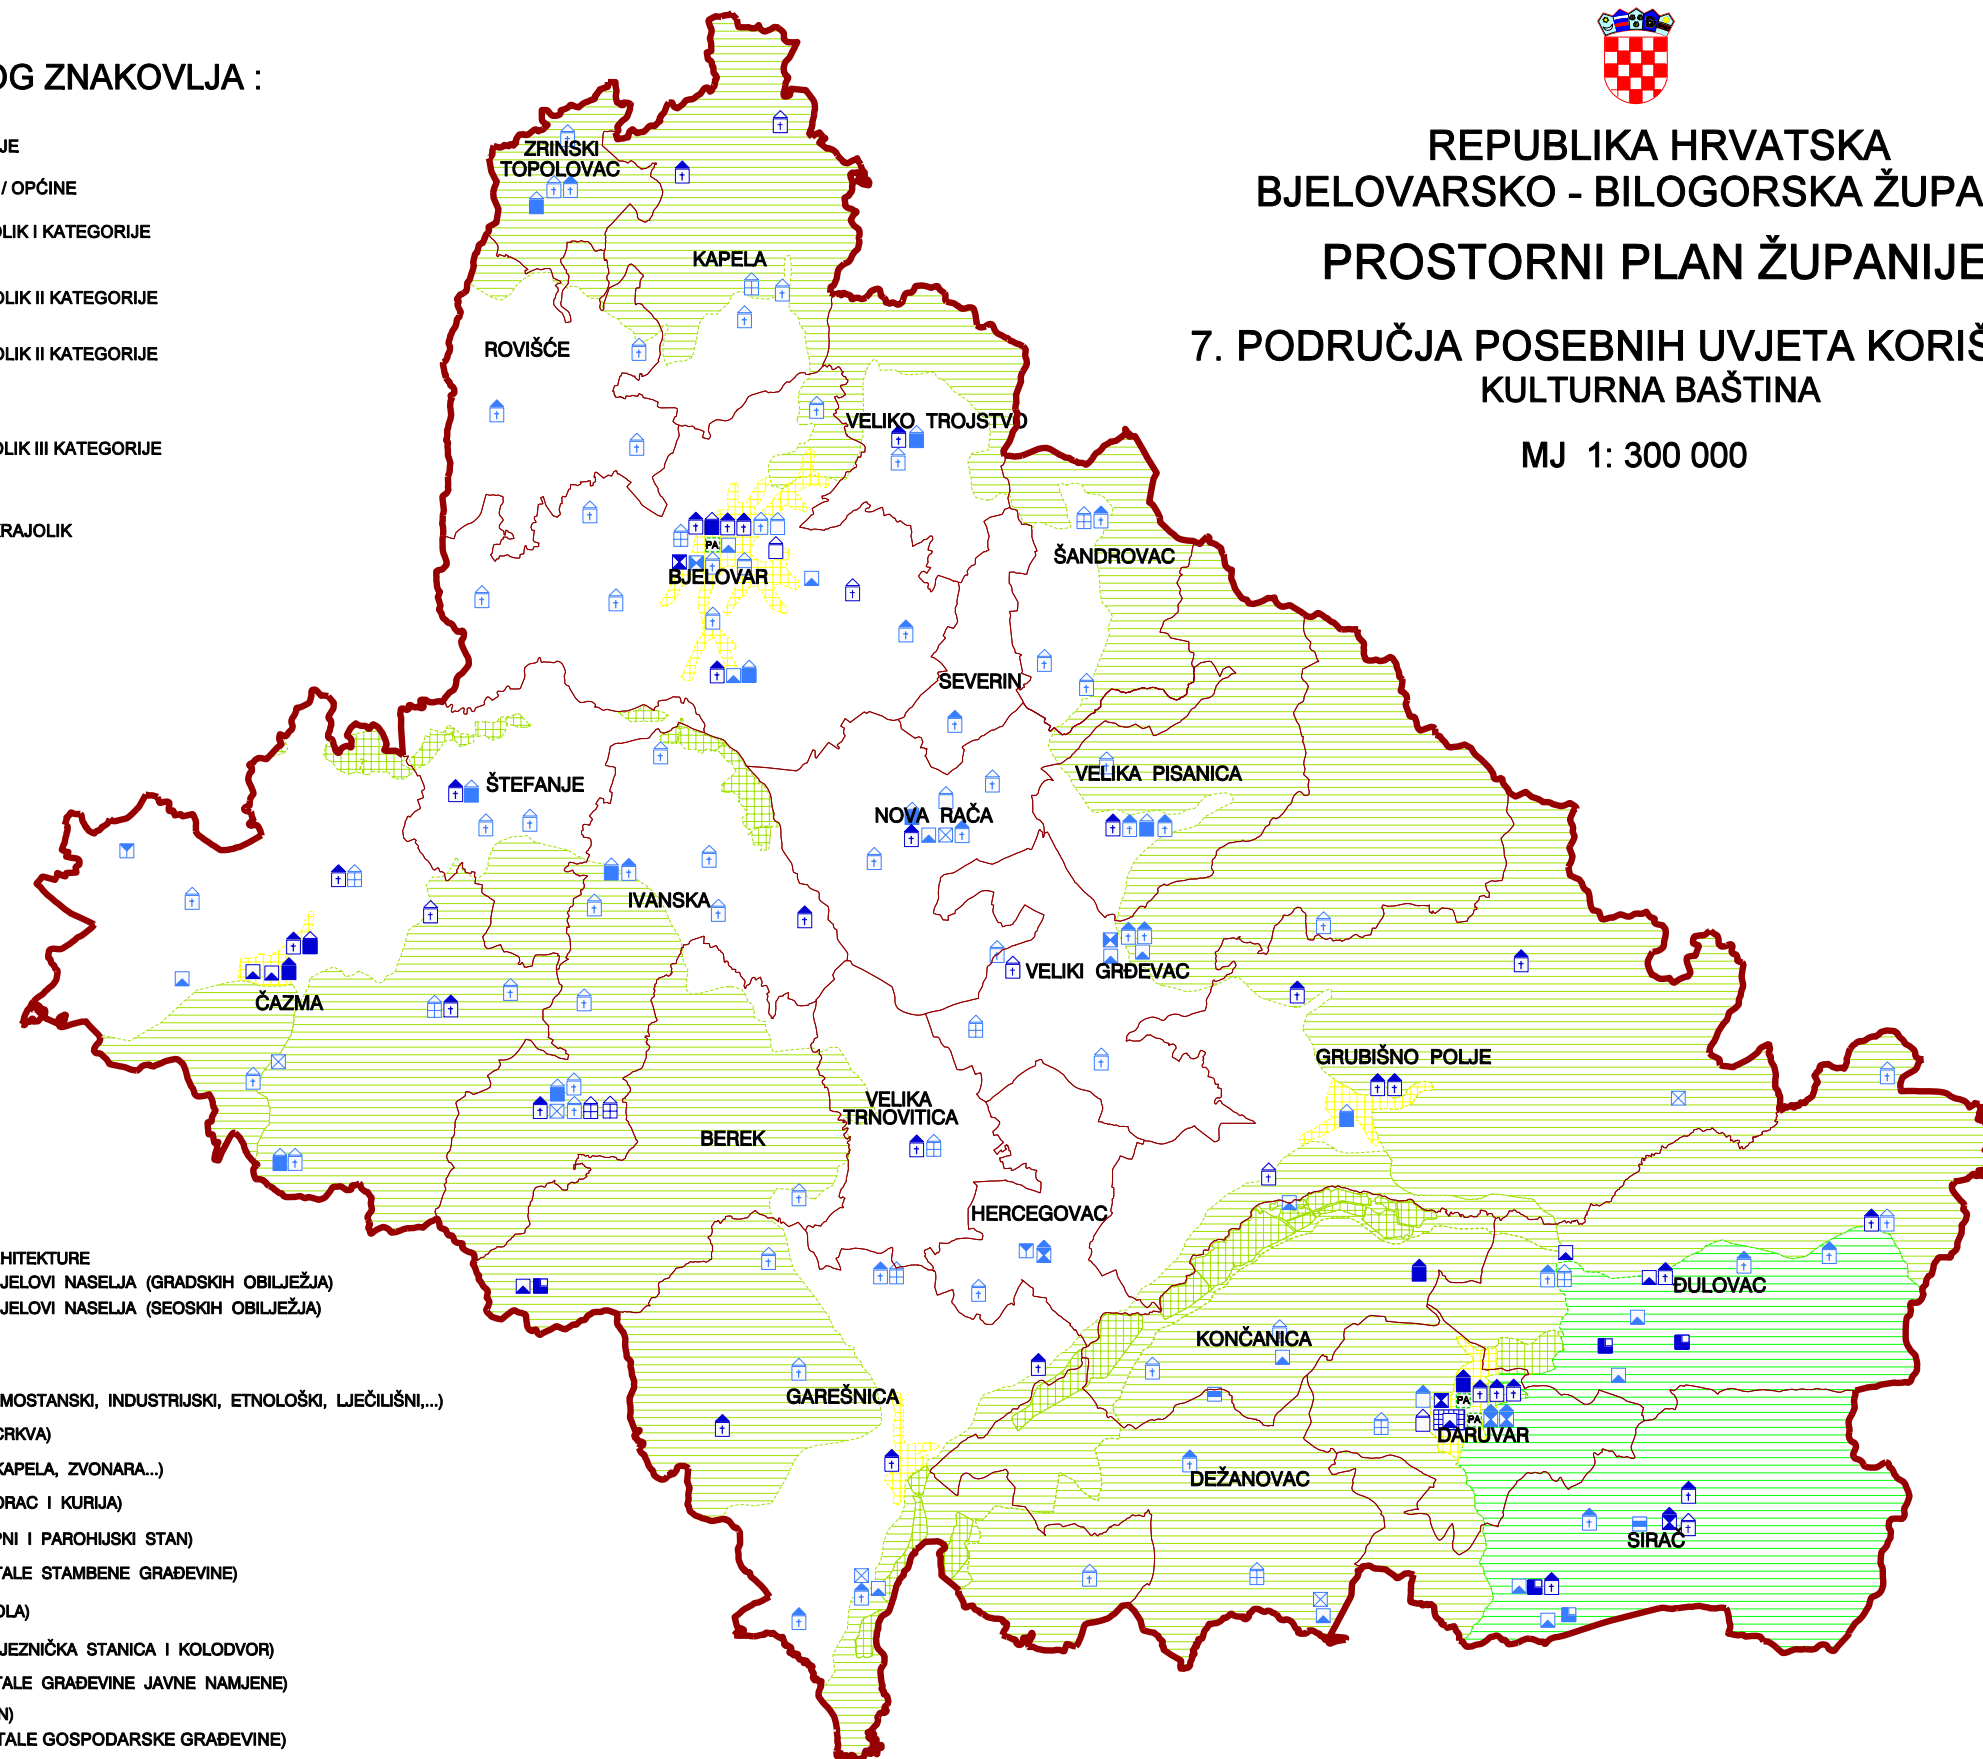 OG ZNAKOVLJA :
JE
/ OPĆINE
OLIK I KATEGORIJE
OLIK II KATEGORIJE
OLIK II KATEGORIJE
OLIK III KATEGORIJE
KRAJOLIK
HITEKTURE
JELOVI NASELJA (GRADSKIH OBILJEŽJA)
JELOVI NASELJA (SEOSKIH OBILJEŽJA)
MOSTANSKI, INDUSTRIJSKI, ETNOLOŠKI, LJEČILIŠNI,...)
CRKVA)
KAPELA, ZVONARA...)
ORAC I KURIJA)
PNI I PAROHIJSKI STAN)
TALE STAMBENE GRAĐEVINE)
OLA)
JEZNIČKA STANICA I KOLODVOR)
TALE GRAĐEVINE JAVNE NAMJENE)
N)
TALE GOSPODARSKE GRAĐEVINE)
REPUBLIKA HRVATSKA
BJELOVARSKO - BILOGORSKA ŽUPA
PROSTORNI PLAN ŽUPANIJE
7. PODRUČJA POSEBNIH UVJETA KORIŠ
KULTURNA BAŠTINA
MJ 1: 300 000
ZRINSKI
TOPOLOVAC
KAPELA
ROVIŠĆE
VELIKO TROJSTVO
PA
BJELOVAR
ŠANDROVAC
SEVERIN
ŠTEFANJE
VELIKA PISANICA
NOVA RAČA
IVANSKA
VELIKI GRĐEVAC
ČAZMA
GRUBIŠNO POLJE
VELIKA
TRNOVITICA
BEREK
HERCEGOVAC
ĐULOVAC
KONČANICA
GAREŠNICA
PA
PA
DARUVAR
DEŽANOVAC
SIRAČ